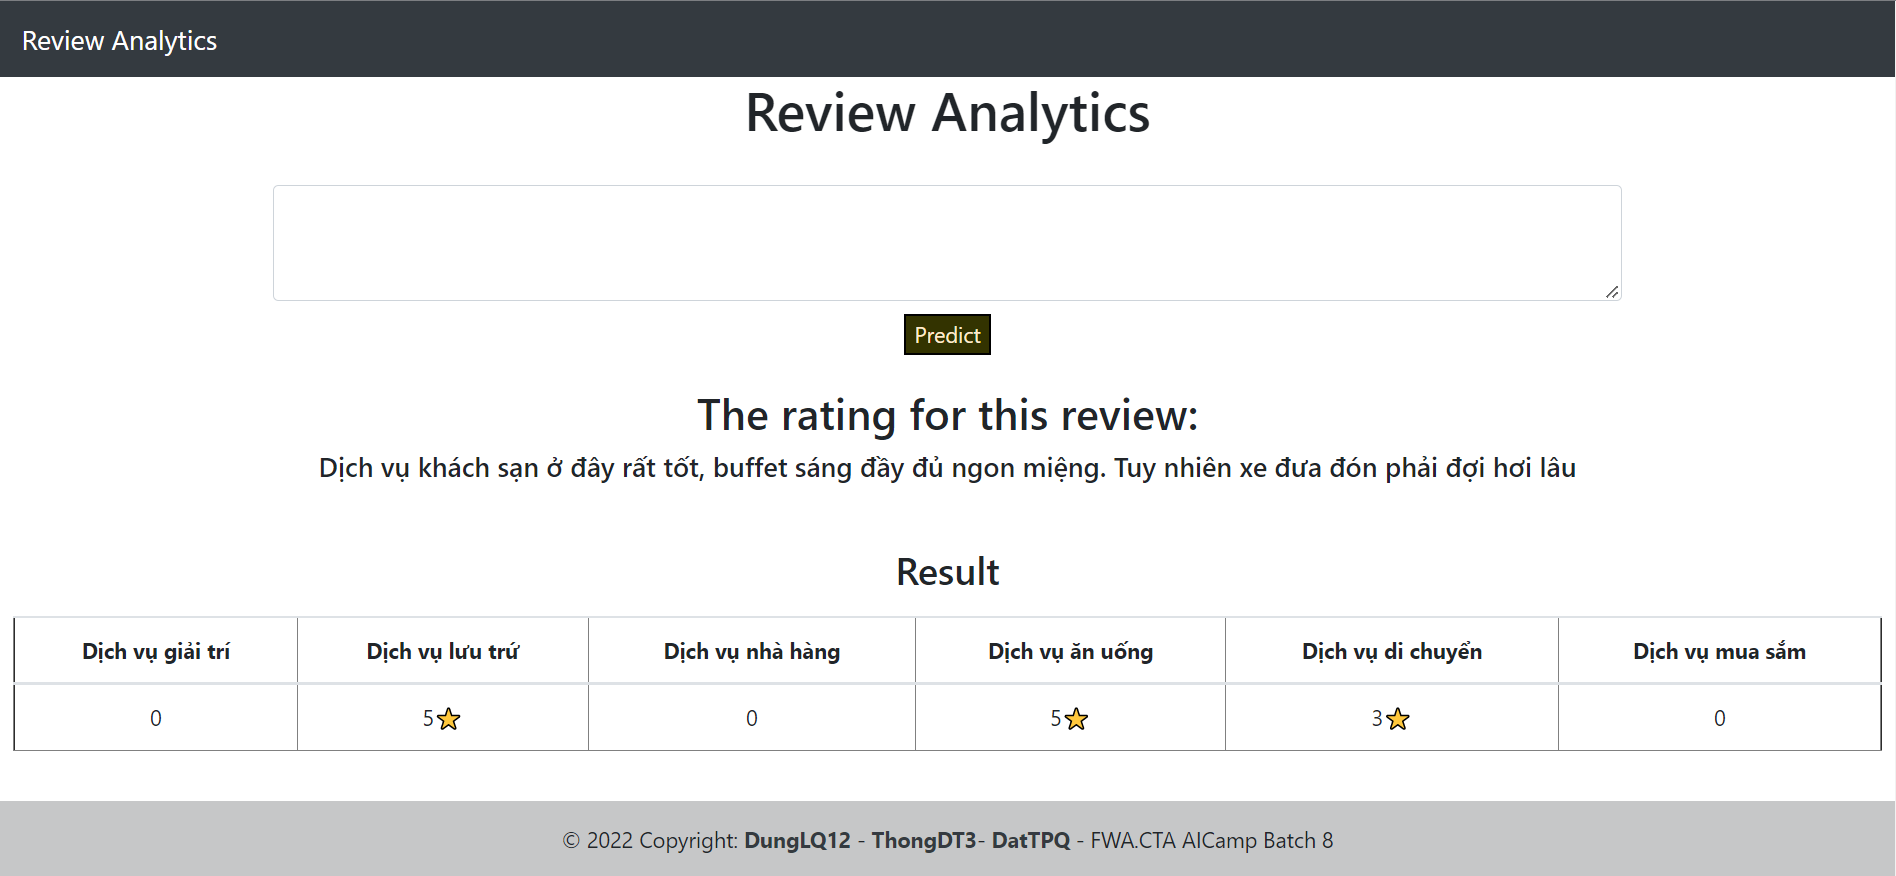 Review Analytics
Review Analytics
Predict
The rating for this review:
Dịch vụ khách sạn ở đây rất tốt, buffet sáng đầy đủ ngon miệng. Tuy nhiên xe đưa đón phải đợi hơi lâu
Result
Dịch vụ giải trí Dịch vụ lưu trứ Dịch vụ nhà hàng Dịch vụ ăn uống Dịch vụ di chuyển Dịch vụ mua sắm
0 5⭐ 0 5⭐ 3⭐ 0
© 2022 Copyright: DungLQ12 - ThongDT3- DatTPQ - FWA.CTA AICamp Batch 8